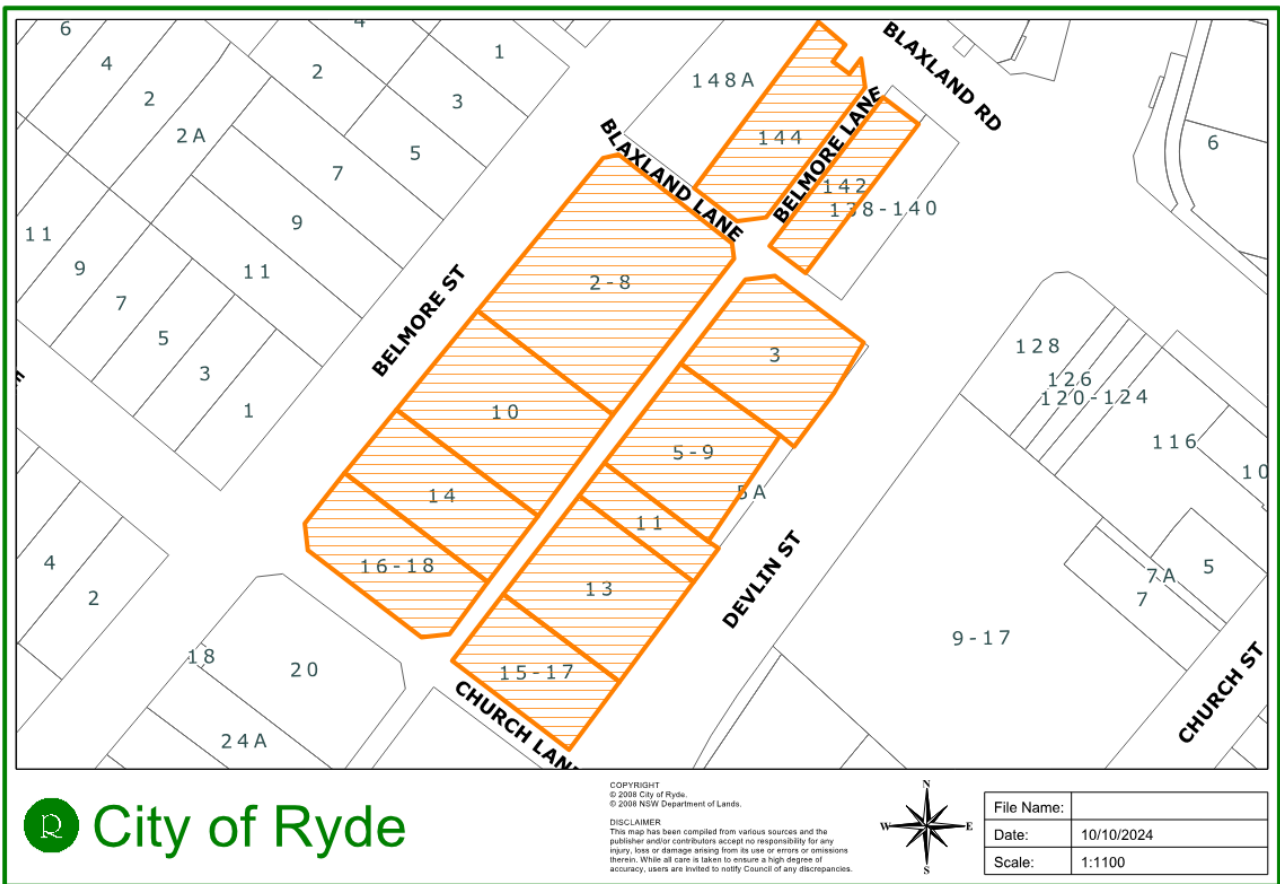 6
4
4
2
2A
2
1
3
5
7
9
11
11
9
7
5
3
1
148A
144
BLAXLAND RD
BELMORE LANE
142
138-140
6
BLAXLAND LANE
2-8
BELMORE ST
3
10
5-9
5A
14
11
16-18
13
15-17
DEVLIN ST
128
126
120-124
116
10
4
2
18
20
24A
CHURCH LANE
9-17
7A
7
5
CHURCH ST
City of Ryde
COPYRIGHT
© 2008 City of Ryde.
© 2008 NSW Department of Lands.
DISCLAIMER
This map has been compiled from various sources and the
publisher and/or contributors accept no responsibility for any
injury, loss or damage arising from its use or errors or omissions
therein. While all care is taken to ensure a high degree of
accuracy, users are invited to notify Council of any discrepancies.
N
W E
S
File Name:
Date: 10/10/2024
Scale: 1:1100